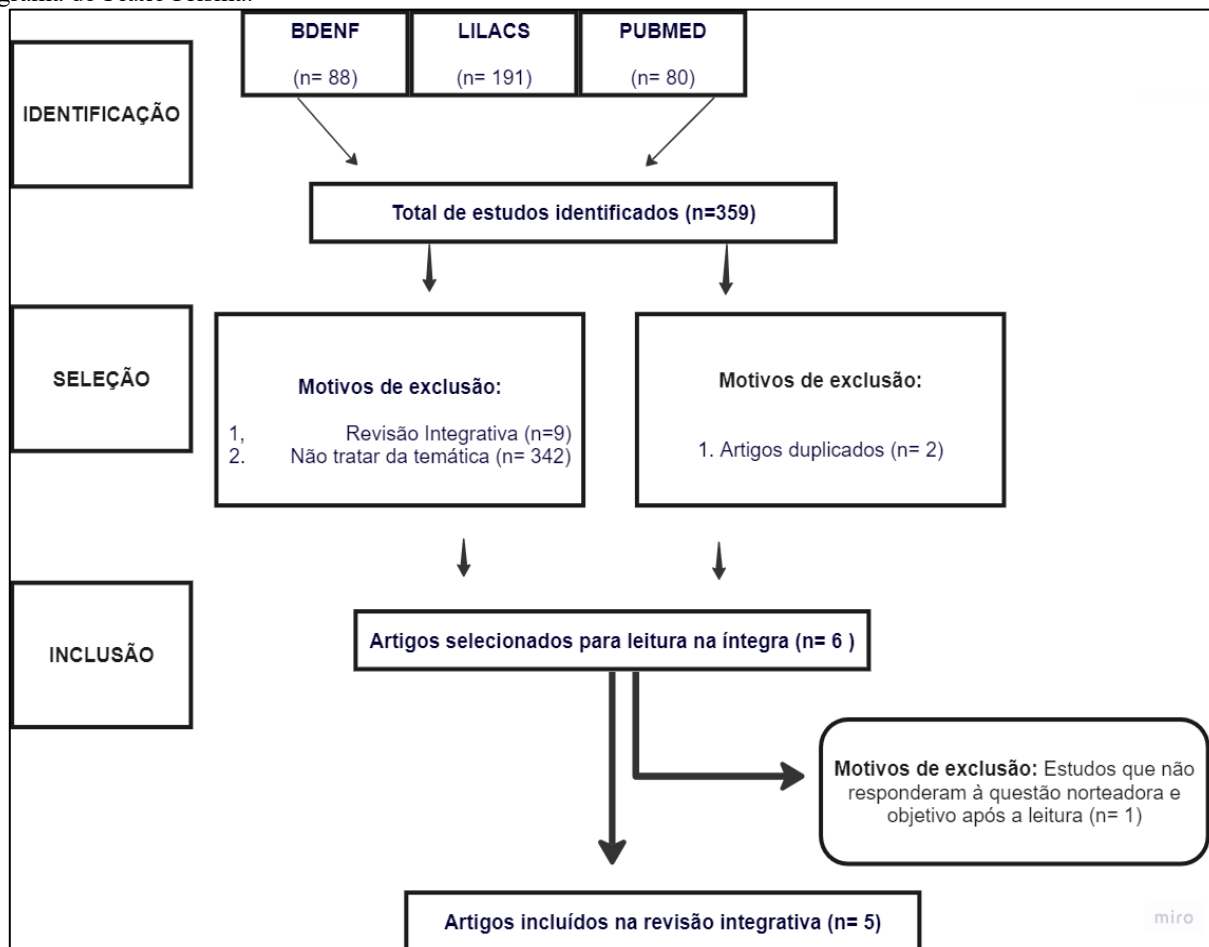 BDENF
(n= 88)
LILACS
(n= 191)
PUBMED
(n= 80)
IDENTIFICAÇÃO
Total de estudos identificados (n=359)
SELEÇÃO
Motivos de exclusão:
1, Revisão Integrativa (n=9)
2. Não tratar da temática (n= 342)
Motivos de exclusão:
1. Artigos duplicados (n= 2)
INCLUSÃO
Artigos selecionados para leitura na íntegra (n= 6 )
Motivos de exclusão: Estudos que não
responderam à questão norteadora e
objetivo após a leitura (n= 1)
Artigos incluídos na revisão integrativa (n= 5)
miro